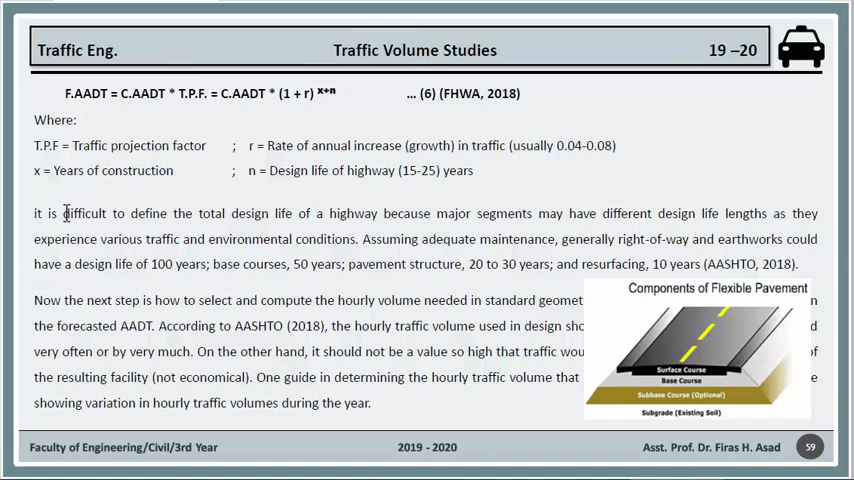 Traffic Eng. Traffic Volume Studies 19 –20
F.AADT = C.AADT * T.P.F. = C.AADT * (1 + r) x+n ... (6) (FHWA, 2018)
Where:
T.P.F = Traffic projection factor ; r = Rate of annual increase (growth) in traffic (usually 0.04-0.08)
x = Years of construction ; n = Design life of highway (15-25) years
it is difficult to define the total design life of a highway because major segments may have different design life lengths as they
experience various traffic and environmental conditions. Assuming adequate maintenance, generally right-of-way and earthworks could
have a design life of 100 years; base courses, 50 years; pavement structure, 20 to 30 years; and resurfacing, 10 years (AASHTO, 2018).
Components of Flexible Pavement
Now the next step is how to select and compute the hourly volume needed in standard geomet
the forecasted AADT. According to AASHTO (2018), the hourly traffic volume used in design sho
very often or by very much. On the other hand, it should not be a value so high that traffic wou of
the resulting facility (not economical). One guide in determining the hourly traffic volume that
showing variation in hourly traffic volumes during the year.
Surface Course
Base Course
Subbase Course (Optional)
Subgrade (Existing Soil)
Faculty of Engineering/Civil/3rd Year 2019 - 2020 Asst. Prof. Dr. Firas H. Asad 59